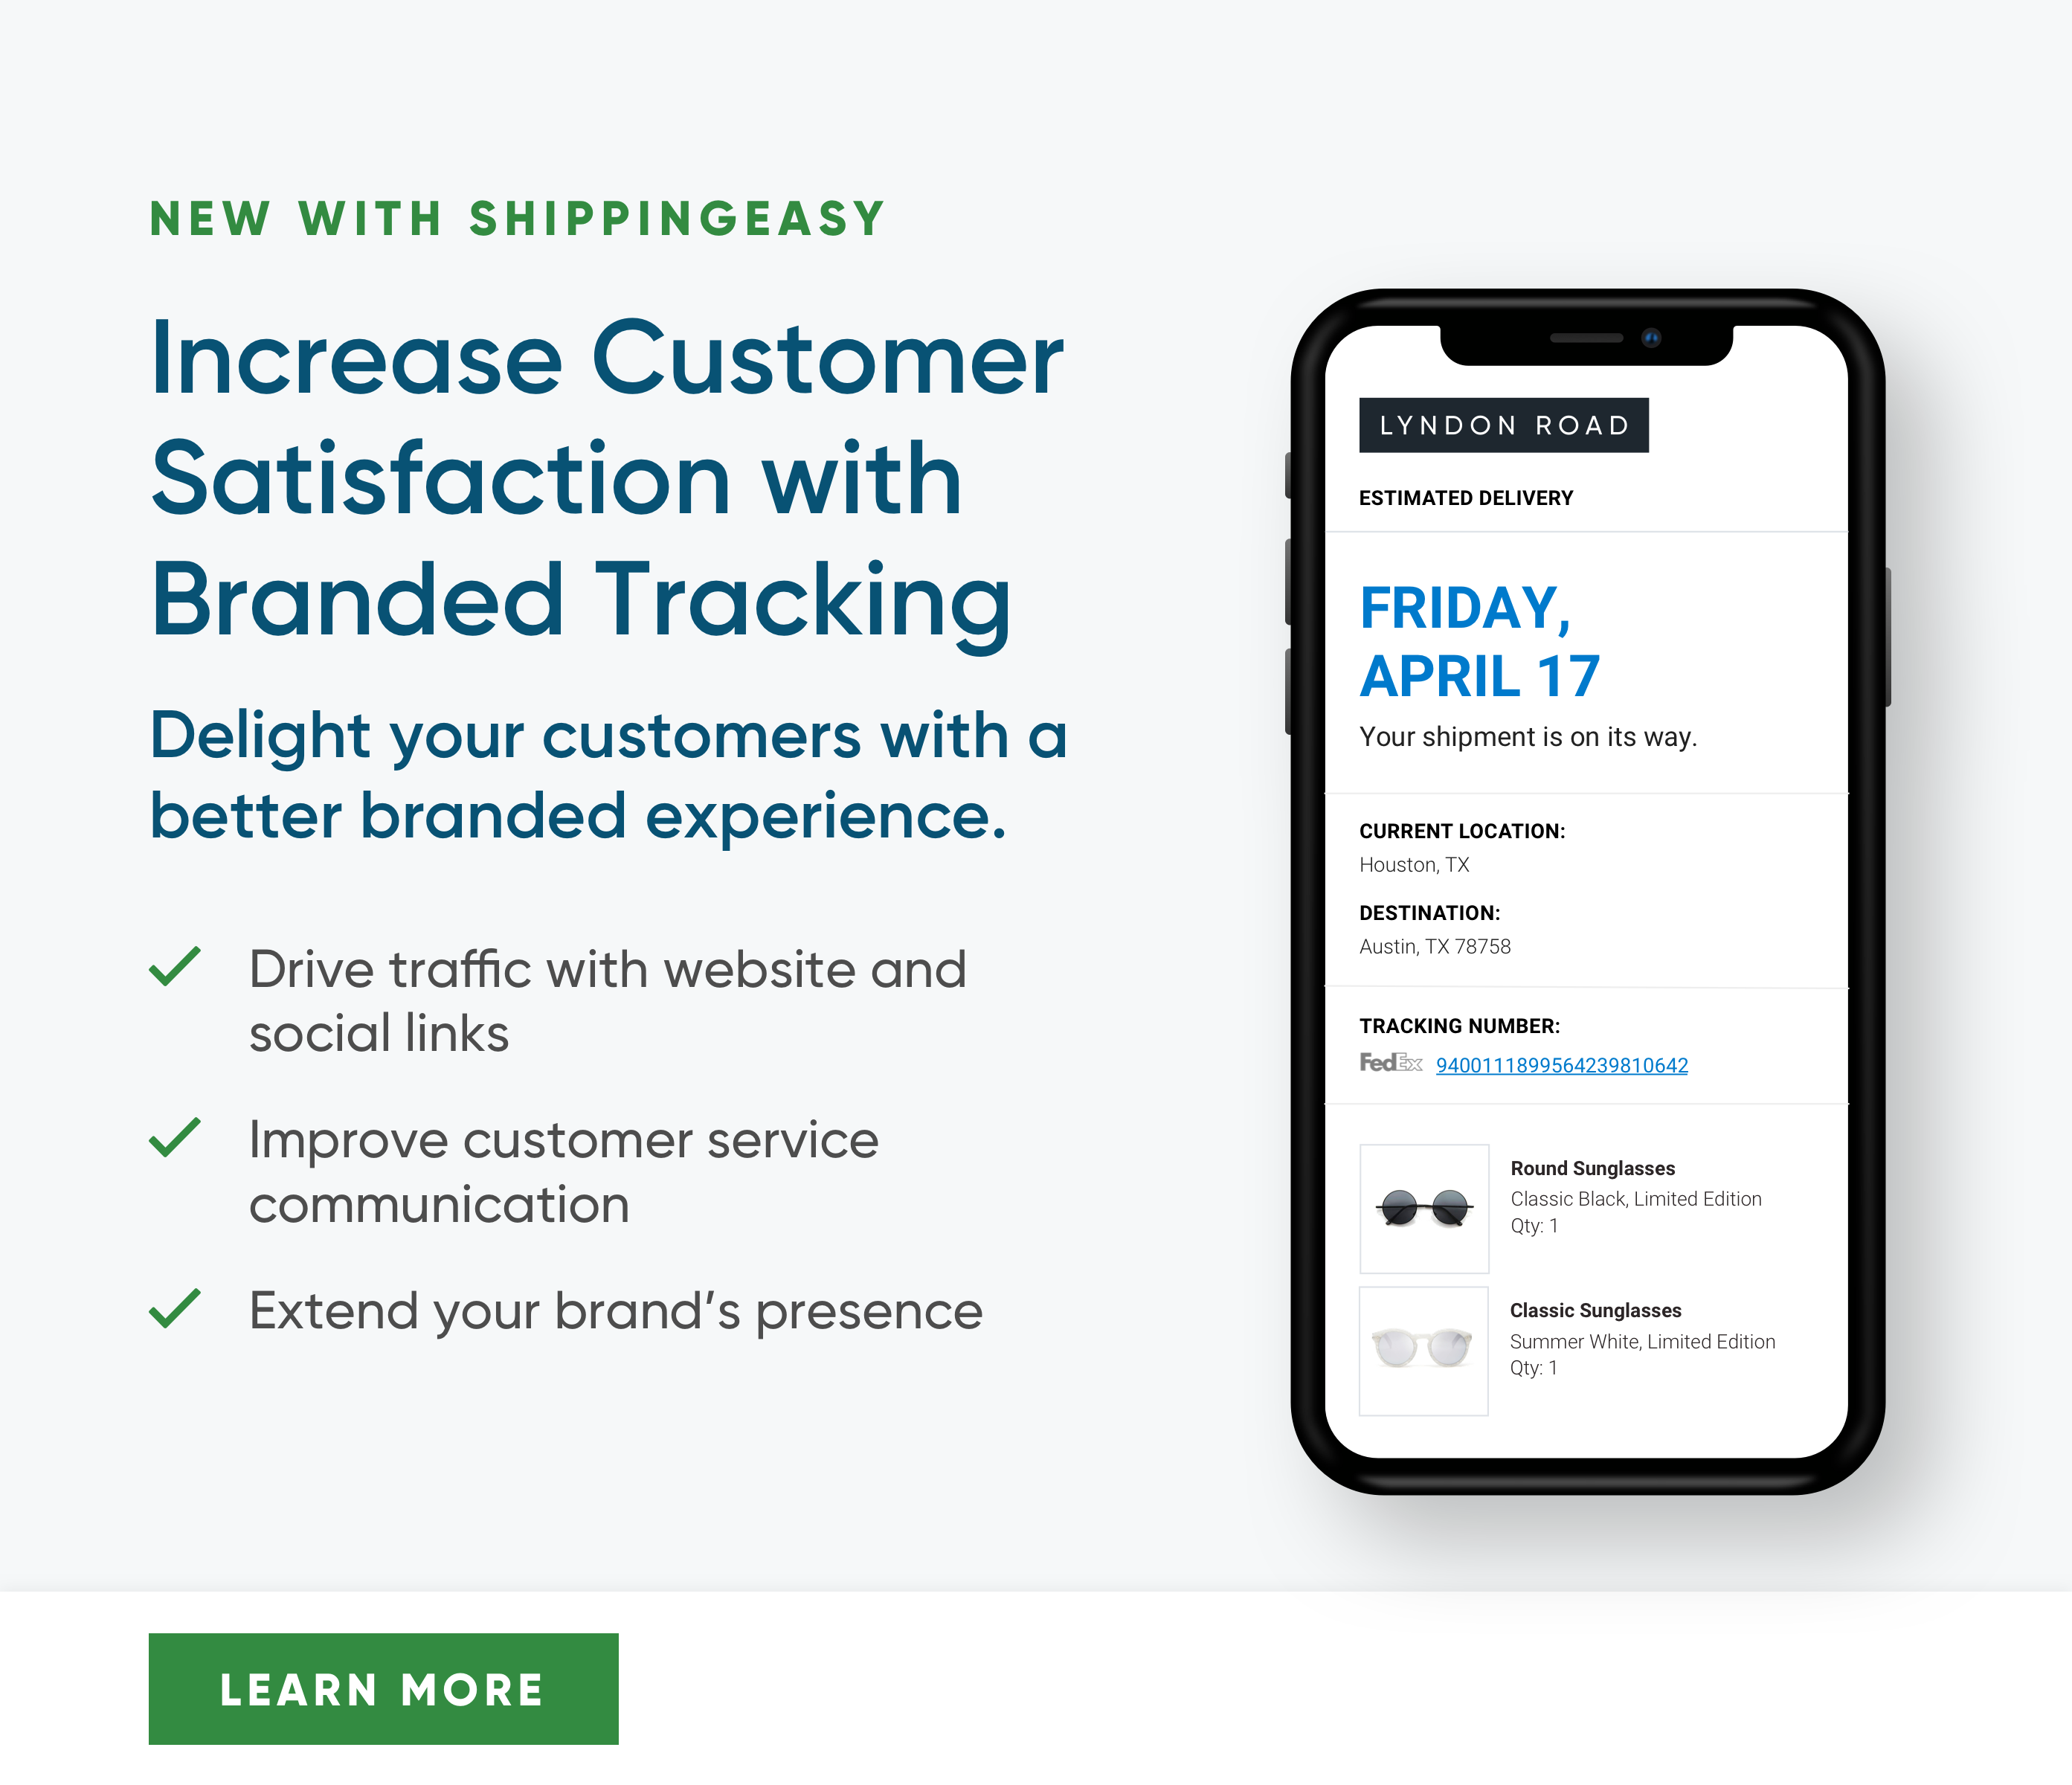 NEW WITH SHIPPINGEASY
Increase Customer
Satisfaction with
Branded Tracking
Delight your customers with a
better branded experience.
Drive traffic with website and
social links
Improve customer service
communication
Extend your brand’s presence
LEARN MORE
LYNDON ROAD
ESTIMATED DELIVERY
FRIDAY,
APRIL 17
Your shipment is on its way.
CURRENT LOCATION:
Houston, TX
DESTINATION:
Austin, TX 78758
TRACKING NUMBER:
FedEx 9400111899564239810642
Round Sunglasses
Classic Black, Limited Edition
Qty: 1
Classic Sunglasses
Summer White, Limited Edition
Qty: 1